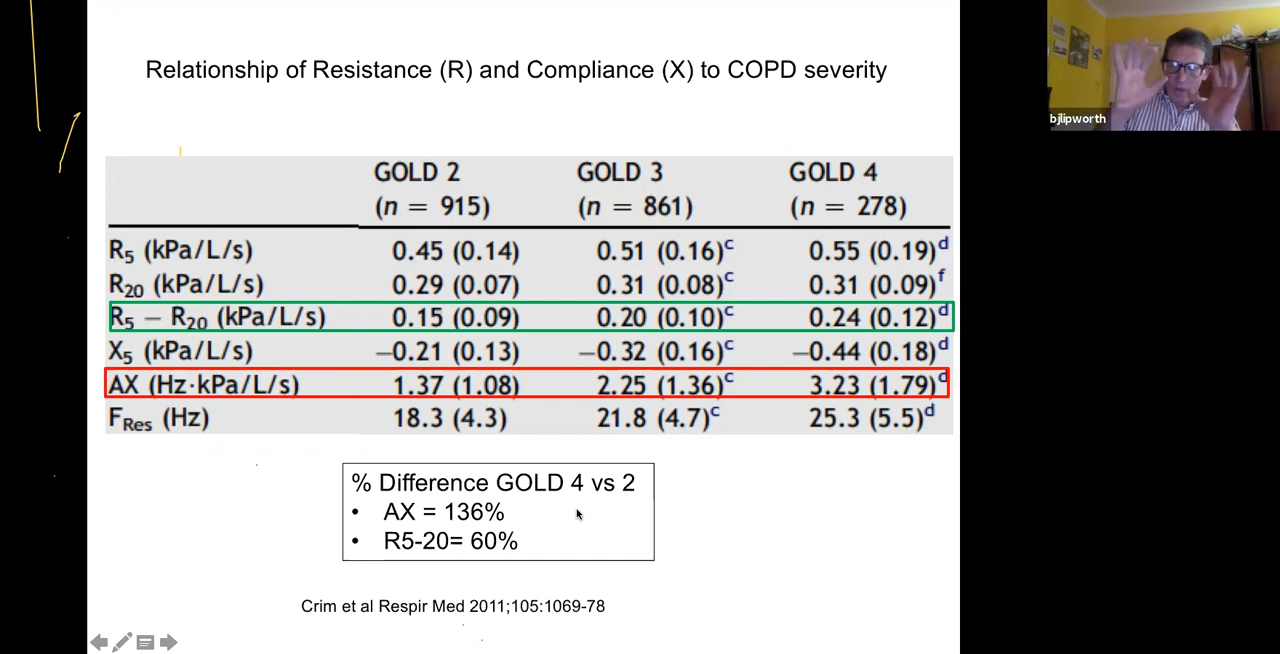 Relationship of Resistance (R) and Compliance (X) to COPD severity
bjlipworth
GOLD 2 GOLD 3 GOLD 4
(n = 915) (n = 861) (n = 278)
R5 (kPa/L/s) 0.45 (0.14) 0.51 (0.16)c 0.55 (0.19)d
R20 (kPa/L/s) 0.29 (0.07) 0.31 (0.08)c 0.31 (0.09)f
R5 − R20 (kPa/L/s) 0.15 (0.09) 0.20 (0.10)c 0.24 (0.12)d
X5 (kPa/L/s) −0.21 (0.13) −0.32 (0.16)c −0.44 (0.18)d
AX (Hz·kPa/L/s) 1.37 (1.08) 2.25 (1.36)c 3.23 (1.79)d
FRes (Hz) 18.3 (4.3) 21.8 (4.7)c 25.3 (5.5)d
% Difference GOLD 4 vs 2
• AX = 136%
• R5-20= 60%
Crim et al Respir Med 2011;105:1069-78